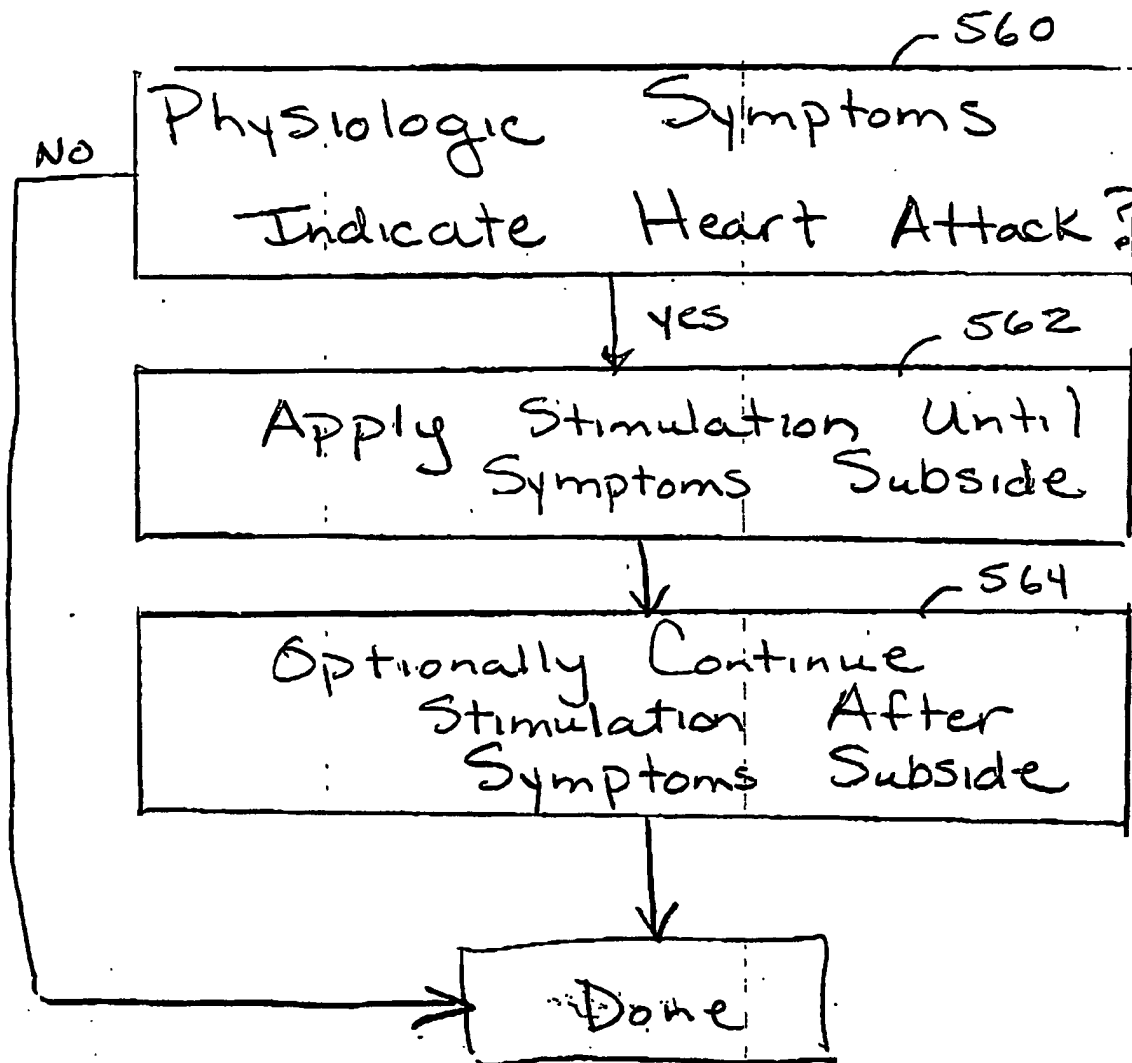 560
Physiologic Symptoms
NO
Indicate Heart Attack?
yes
562
Apply Stimulation Until
Symptoms Subside
564
Optionally Continue
Stimulation After
Symptoms Subside
Done